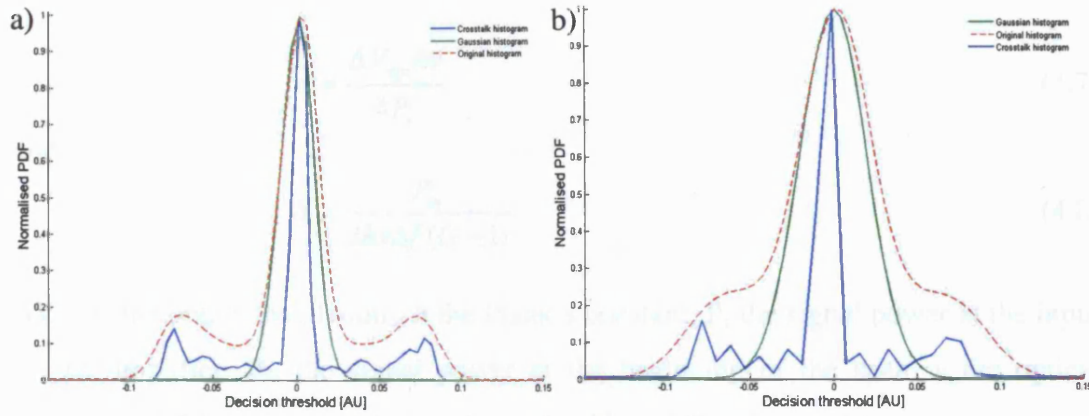 a)
Crosstalk histogram
Gaussian histogram
Original histogram
Normalised PDF
1
0.9
0.8
0.7
0.6
0.5
0.4
0.3
0.2
0.1
0
-0.1
-0.05
0
0.05
0.1
0.15
Decision threshold [AU]
b)
Gaussian histogram
Original histogram
Crosstalk histogram
Normalised PDF
1
0.9
0.8
0.7
0.6
0.5
0.4
0.3
0.2
0.1
0
-0.1
-0.05
0
0.05
0.1
0.15
Decision threshold [AU]